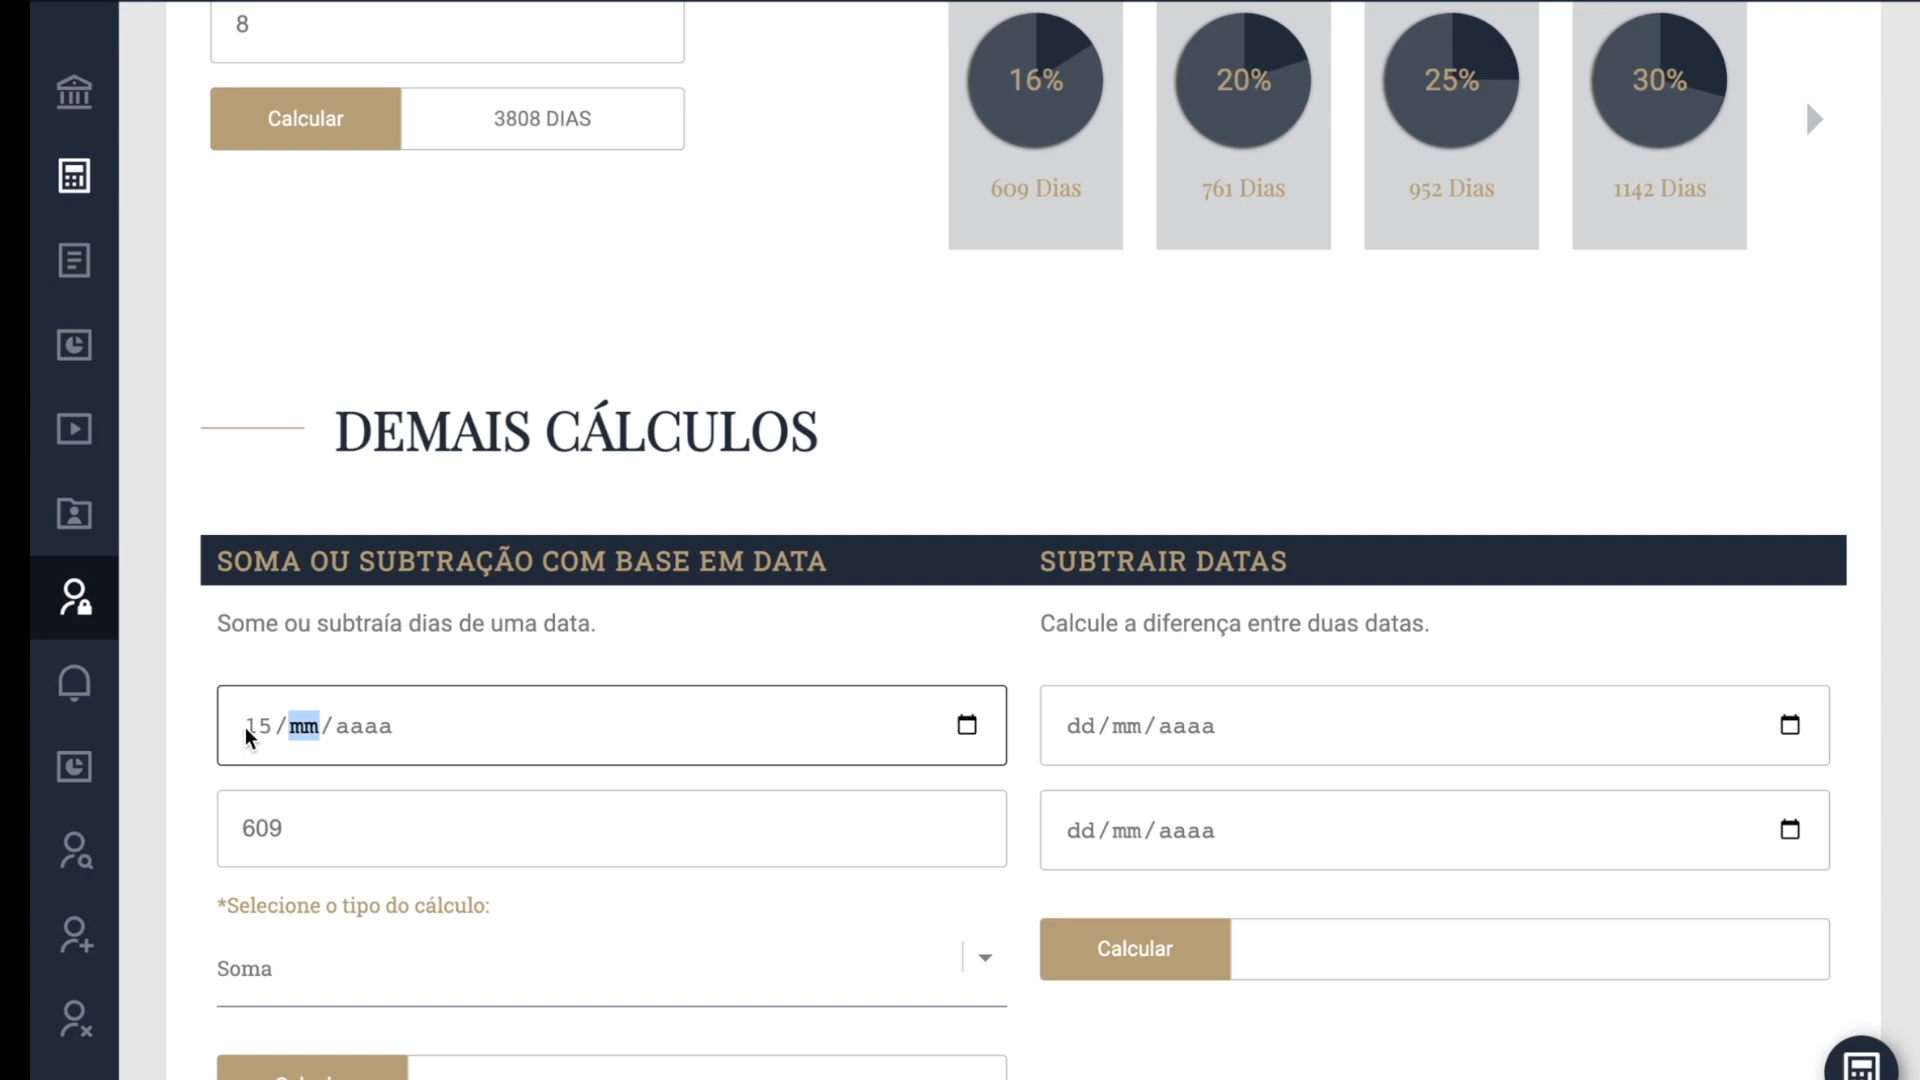 8
Calcular
3808 DIAS
16%
20%
25%
30%
609 Dias
761 Dias
952 Dias
1142 Dias
DEMAIS CÁLCULOS
SOMA OU SUBTRAÇÃO COM BASE EM DATA
SUBTRAIR DATAS
Some ou subtraía dias de uma data.
Calcule a diferença entre duas datas.
15/mm/aaaa
dd/mm/aaaa
609
dd/mm/aaaa
*Selecione o tipo do cálculo:
Soma
Calcular